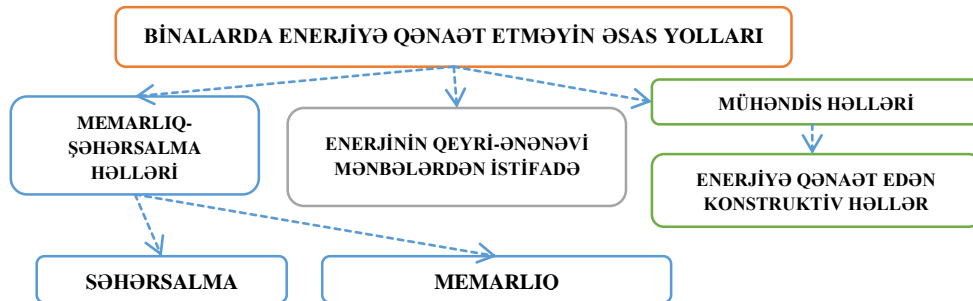 BİNALARDA ENERJİYƏ QƏNAƏT ETMƏYİN ƏSAS YOLLARI
MEMARLIQ-
ŞƏHƏRSALMA
HƏLLƏRİ
ENERJİNİN QEYRİ-ƏNƏNƏVİ
MƏNBƏLƏRDƏN İSTİFADƏ
MÜHƏNDİS HƏLLƏRİ
ENERJİYƏ QƏNAƏT EDƏN
KONSTRUKTİV HƏLLƏR
ŞƏHƏRSALMA
MEMARLIQ